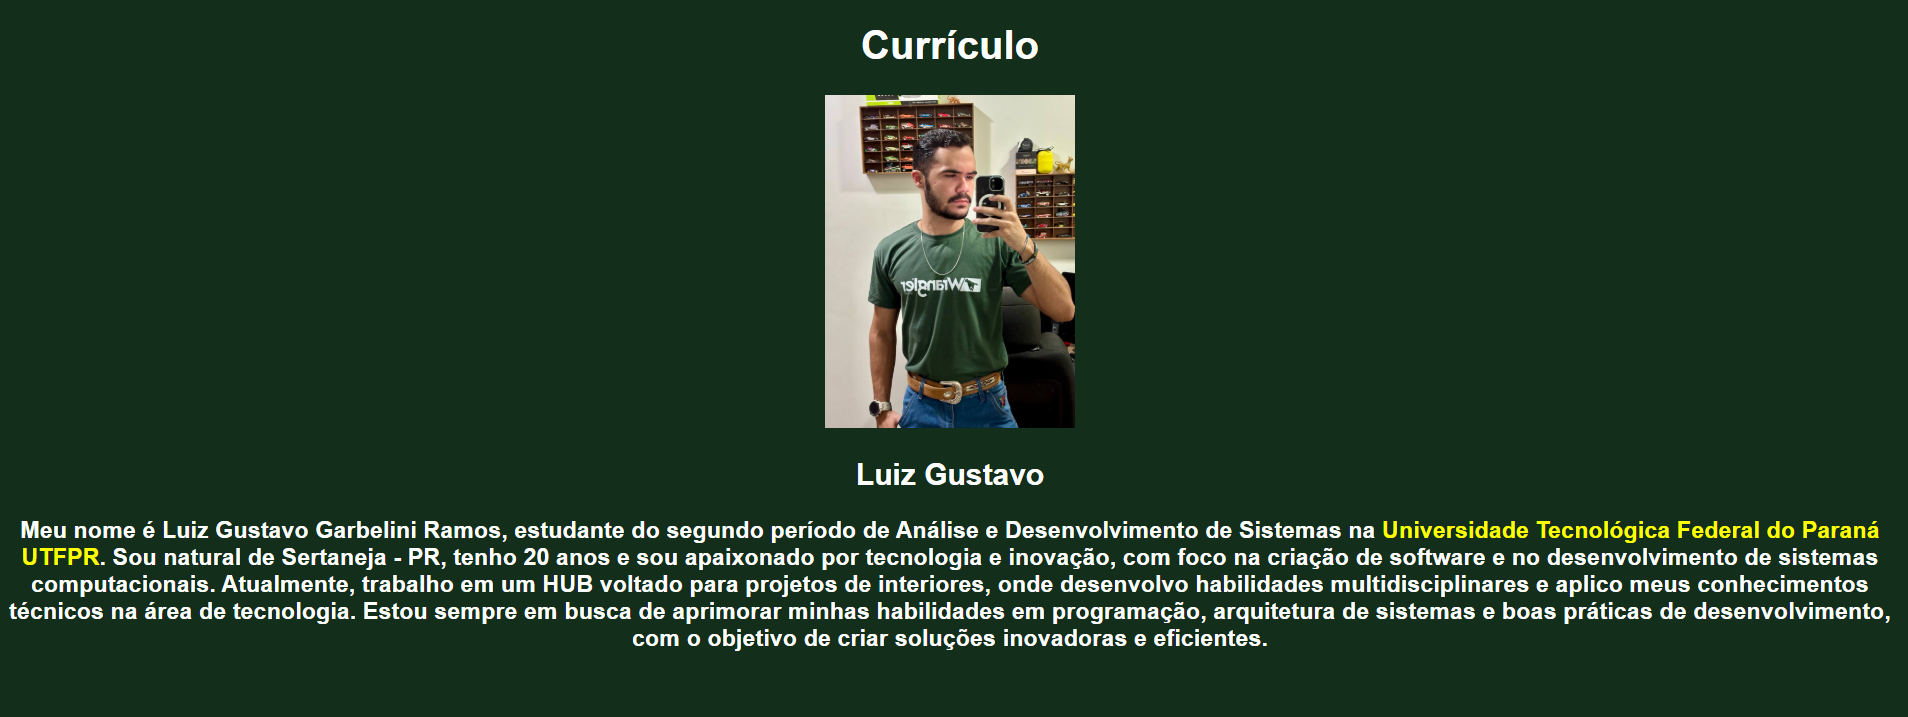 Currículo
Wrangler
Luiz Gustavo
Meu nome é Luiz Gustavo Garbelini Ramos, estudante do segundo período de Análise e Desenvolvimento de Sistemas na Universidade Tecnológica Federal do Paraná
UTFPR. Sou natural de Sertaneja - PR, tenho 20 anos e sou apaixonado por tecnologia e inovação, com foco na criação de software e no desenvolvimento de sistemas
computacionais. Atualmente, trabalho em um HUB voltado para projetos de interiores, onde desenvolvo habilidades multidisciplinares e aplico meus conhecimentos
técnicos na área de tecnologia. Estou sempre em busca de aprimorar minhas habilidades em programação, arquitetura de sistemas e boas práticas de desenvolvimento,
com o objetivo de criar soluções inovadoras e eficientes.